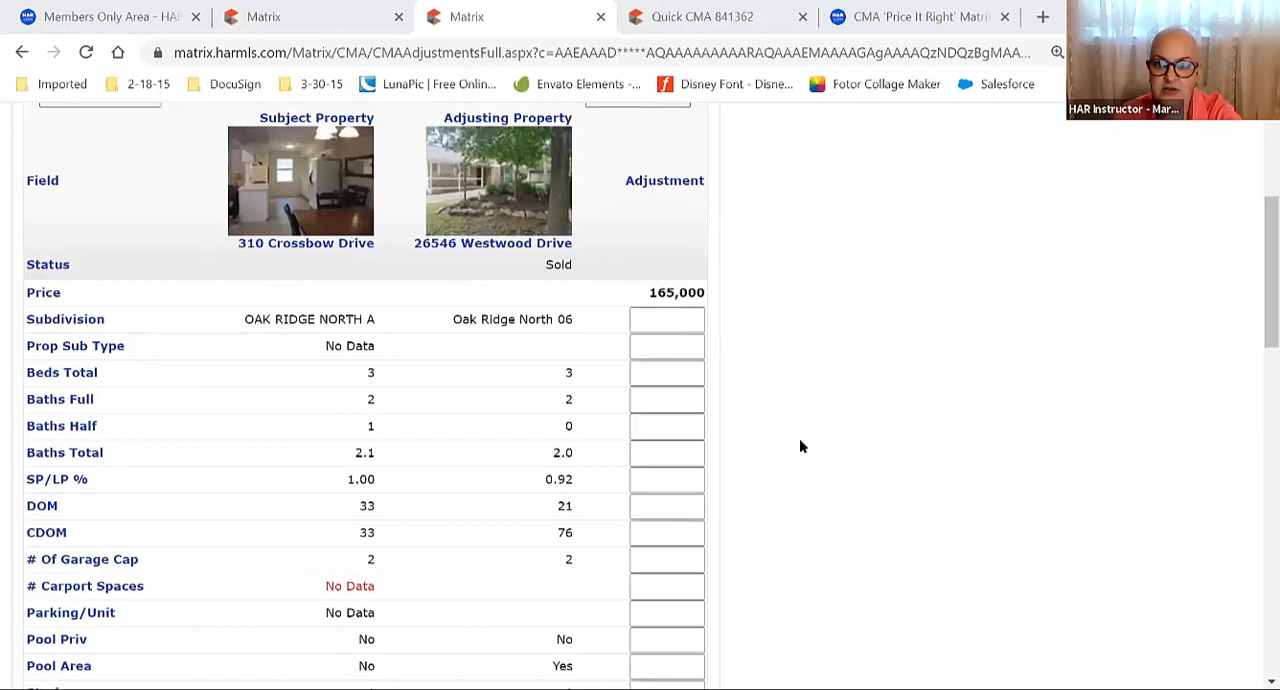 Members Only Area - HA
Matrix
Matrix
Quick CMA 841362
CMA 'Price It Right' Matri
matrix.harmls.com/Matrix/CMA/CMAAdjustmentsFull.aspx?c=AAEAAAD*****AQAAAAAAAAARAQAAAEMAAAAGAgAAAAQzNDQzBgMAA...
Imported 2-18-15 DocuSign 3-30-15 LunaPic | Free Onlin... Envato Elements -... Disney Font - Disne... Fotor Collage Maker Salesforce
HAR Instructor - Mar...
Subject Property Adjusting Property
Field Adjustment
310 Crossbow Drive 26546 Westwood Drive
Status Sold
Price 165,000
Subdivision OAK RIDGE NORTH A Oak Ridge North 06
Prop Sub Type No Data
Beds Total 3 3
Baths Full 2 2
Baths Half 1 0
Baths Total 2.1 2.0
SP/LP % 1.00 0.92
DOM 33 21
CDOM 33 76
# Of Garage Cap 2 2
# Carport Spaces No Data
Parking/Unit No Data
Pool Priv No No
Pool Area No Yes